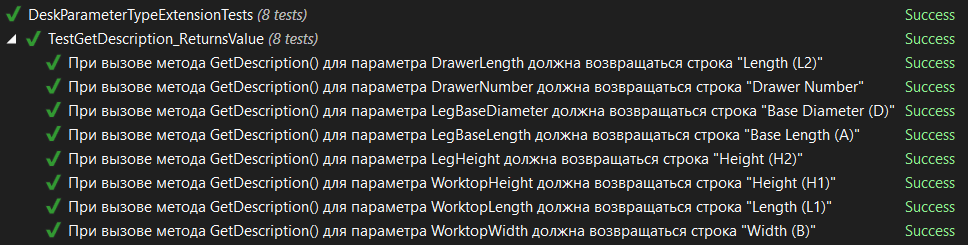 DeskParameterTypeExtensionTests (8 tests) Success
TestGetDescription_ReturnsValue (8 tests) Success
При вызове метода GetDescription() для параметра DrawerLength должна возвращаться строка "Length (L2)" Success
При вызове метода GetDescription() для параметра DrawerNumber должна возвращаться строка "Drawer Number" Success
При вызове метода GetDescription() для параметра LegBaseDiameter должна возвращаться строка "Base Diameter (D)" Success
При вызове метода GetDescription() для параметра LegBaseLength должна возвращаться строка "Base Length (A)" Success
При вызове метода GetDescription() для параметра LegHeight должна возвращаться строка "Height (H2)" Success
При вызове метода GetDescription() для параметра WorktopHeight должна возвращаться строка "Height (H1)" Success
При вызове метода GetDescription() для параметра WorktopLength должна возвращаться строка "Length (L1)" Success
При вызове метода GetDescription() для параметра WorktopWidth должна возвращаться строка "Width (B)" Success